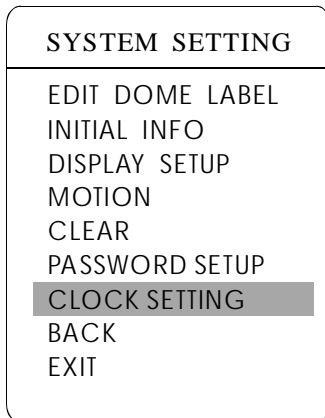 SYSTEM SETTING
EDIT DOME LABEL
INITIAL INFO
DISPLAY SETUP
MOTION
CLEAR
PASSWORD SETUP
CLOCK SETTING
BACK
EXIT